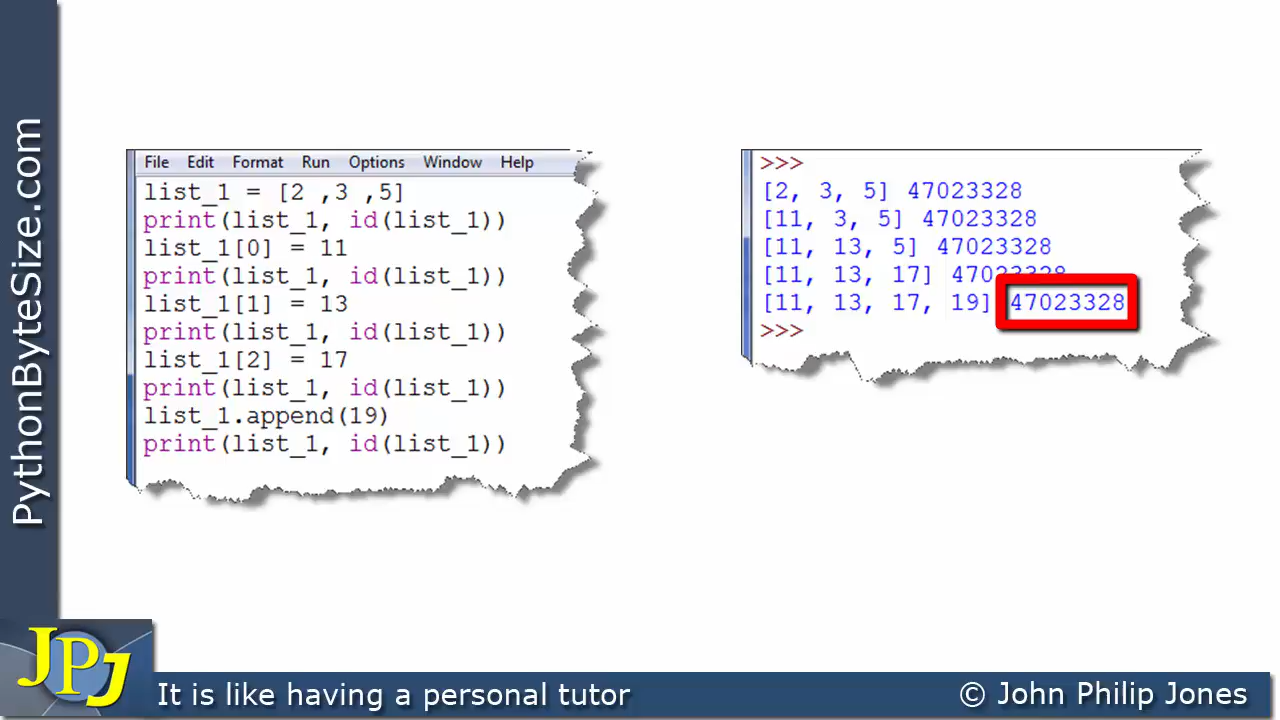 PythonByteSize.com
File Edit Format Run Options Window Help
list_1 = [2 ,3 ,5]
print(list_1, id(list_1))
list_1[0] = 11
print(list_1, id(list_1))
list_1[1] = 13
print(list_1, id(list_1))
list_1[2] = 17
print(list_1, id(list_1))
list_1.append(19)
print(list_1, id(list_1))
>>>
[2, 3, 5] 47023328
[11, 3, 5] 47023328
[11, 13, 5] 47023328
[11, 13, 17] 47023328
[11, 13, 17, 19] 47023328
>>>
JPJ
It is like having a personal tutor
© John Philip Jones